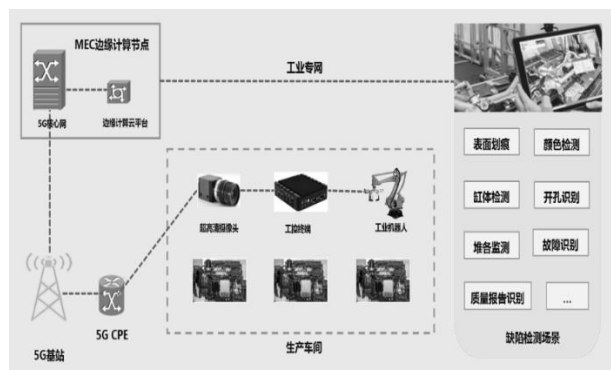 MEC边缘计算节点
5G核心网
边缘计算云平台
工业专网
超高清摄像头
工控终端
工业机器人
生产车间
5G基站
5G CPE
表面划痕
颜色检测
缸体检测
开孔识别
堆各监测
故障识别
质量报告识别
...
缺陷检测场景